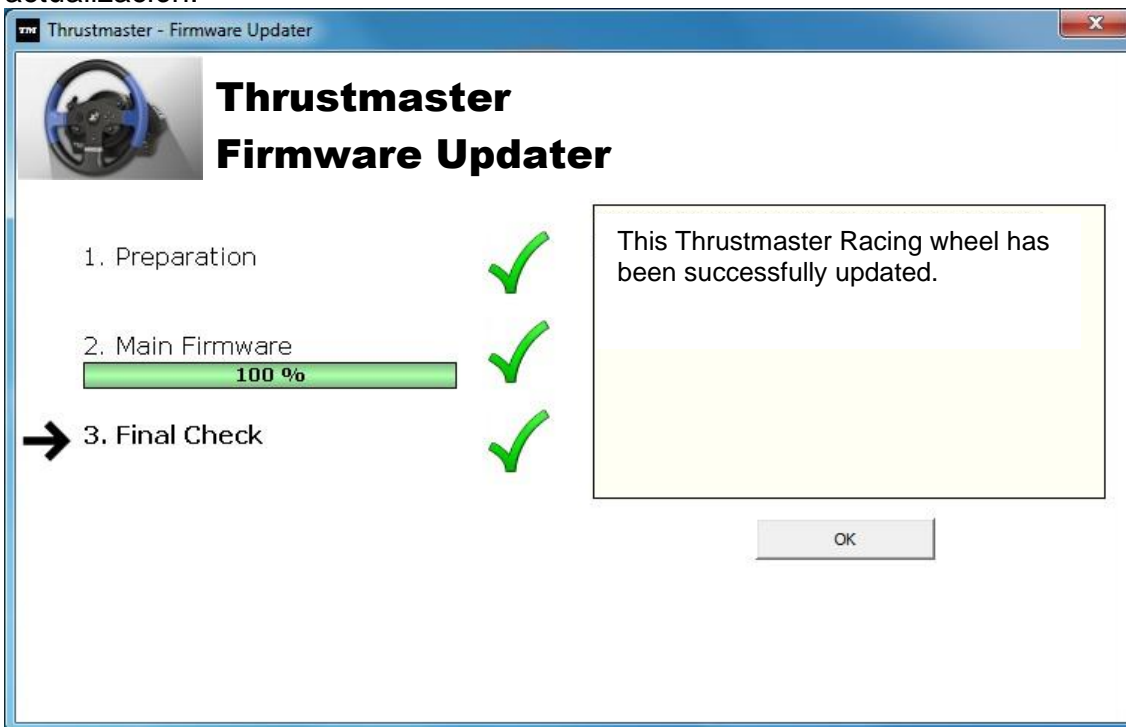 actualización.
TM Thrustmaster - Firmware Updater
Thrustmaster
Firmware Updater
1. Preparation
2. Main Firmware
100 %
3. Final Check
This Thrustmaster Racing wheel has
been successfully updated.
OK